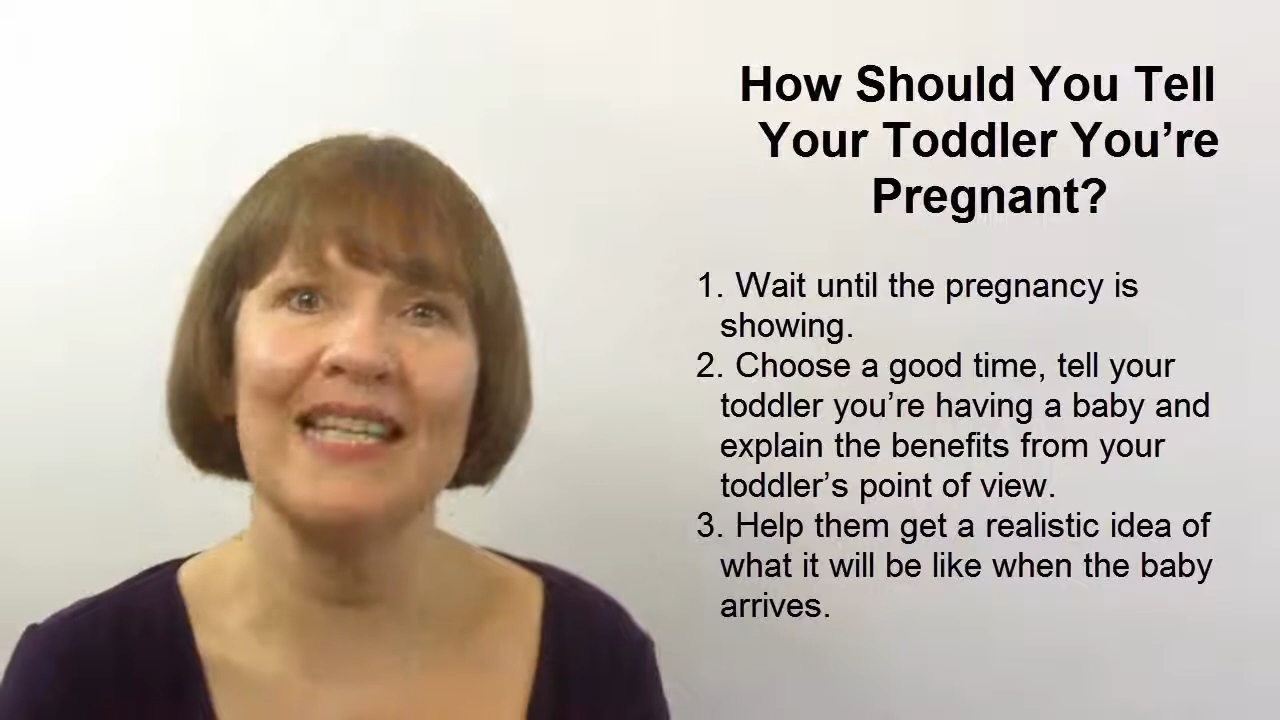 How Should You Tell
Your Toddler You’re
Pregnant?
1. Wait until the pregnancy is
showing.
2. Choose a good time, tell your
toddler you’re having a baby and
explain the benefits from your
toddler’s point of view.
3. Help them get a realistic idea of
what it will be like when the baby
arrives.